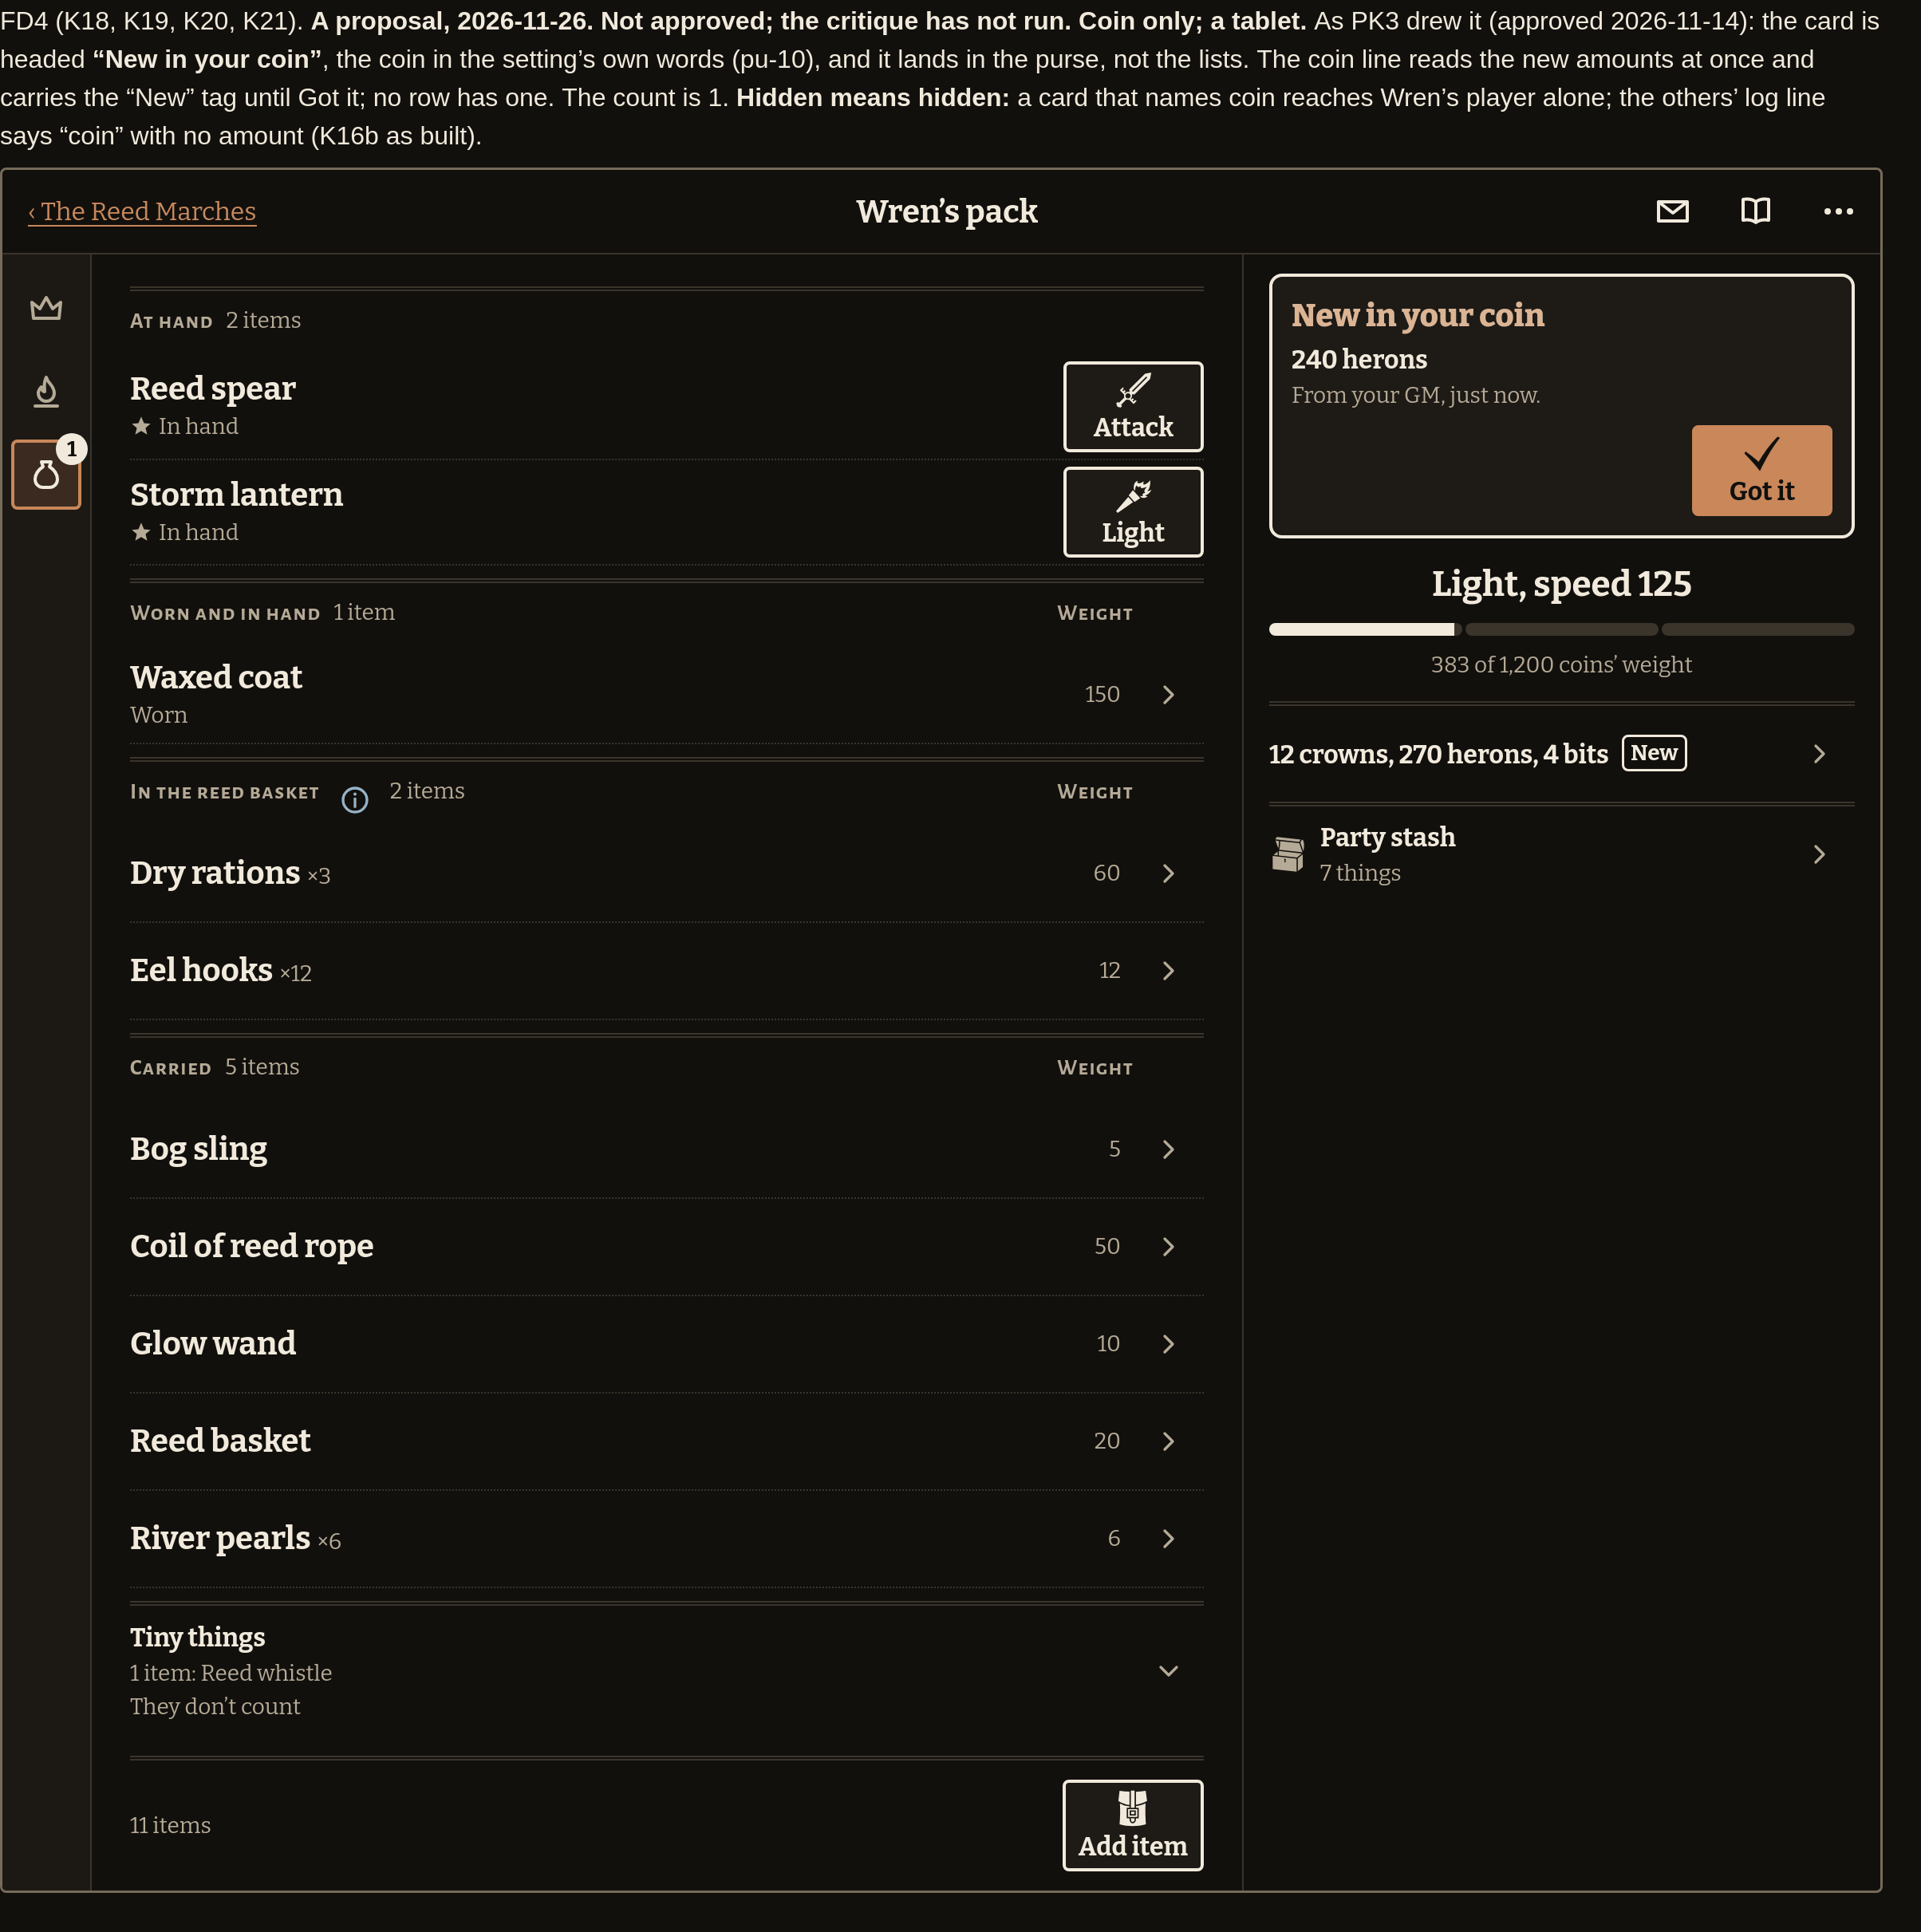 FD4 (K18, K19, K20, K21). A proposal, 2026-11-26. Not approved; the critique has not run. Coin only; a tablet. As PK3 drew it (approved 2026-11-14): the card is
headed “New in your coin”, the coin in the setting’s own words (pu-10), and it lands in the purse, not the lists. The coin line reads the new amounts at once and
carries the “New” tag until Got it; no row has one. The count is 1. Hidden means hidden: a card that names coin reaches Wren’s player alone; the others’ log line
says “coin” with no amount (K16b as built).
‹ The Reed Marches
Wren’s pack
1
At hand 2 items
Reed spear
In hand
Attack
Storm lantern
In hand
Light
Worn and in hand 1 item Weight
Waxed coat
Worn
150
In the reed basket 2 items Weight
Dry rations ×3 60
Eel hooks ×12 12
Carried 5 items Weight
Bog sling 5
Coil of reed rope 50
Glow wand 10
Reed basket 20
River pearls ×6 6
Tiny things
1 item: Reed whistle
They don’t count
11 items
Add item
New in your coin
240 herons
From your GM, just now.
Got it
Light, speed 125
383 of 1,200 coins’ weight
12 crowns, 270 herons, 4 bits New
Party stash
7 things